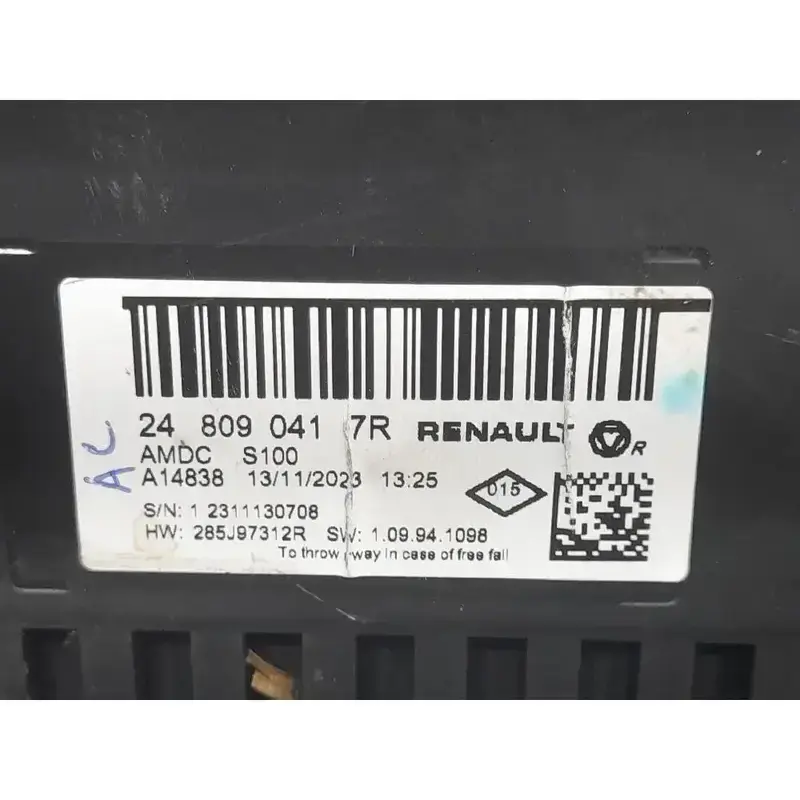 24 809 041 7R RENAULT R
AMDC S100
A14838 13/11/2023 13:25
015
S/N: 1 2311130708
HW: 285J97312R SW: 1.09.94.1098
To throw away in case of free fall
AC